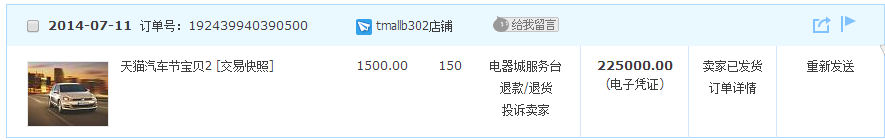 2014-07-11 订单号：192439940390500 tmallb302店铺 给我留言
天猫汽车节宝贝2 [交易快照] 1500.00 150 电器城服务台 225000.00 卖家已发货 重新发送
退款/退货 (电子凭证) 订单详情
投诉卖家